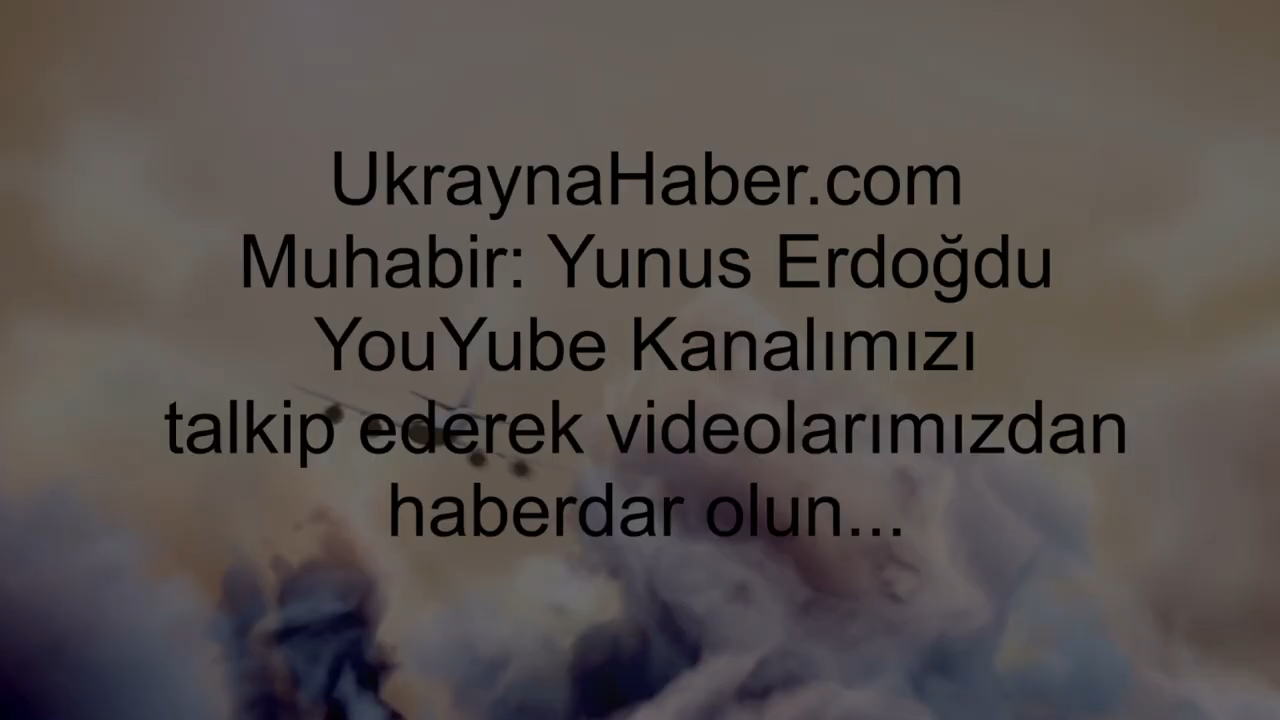 UkraynaHaber.com
Muhabir: Yunus Erdoğdu
YouYube Kanalımızı
talkip ederek videolarımızdan
haberdar olun...